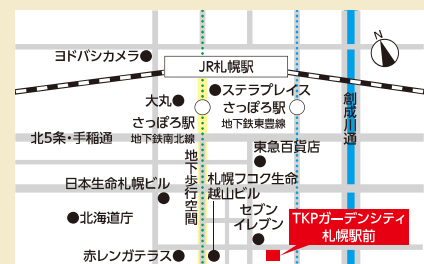 ヨドバシカメラ
N
JR札幌駅
大丸
ステラプレイス
さっぽろ駅
地下鉄東豊線
さっぽろ駅
地下鉄南北線
創成川通
北5条・手稲通
東急百貨店
地下歩行空間
日本生命札幌ビル
札幌フコク生命
越山ビル
北海道庁
セブン
イレブン
TKPガーデンシティ
札幌駅前
赤レンガテラス